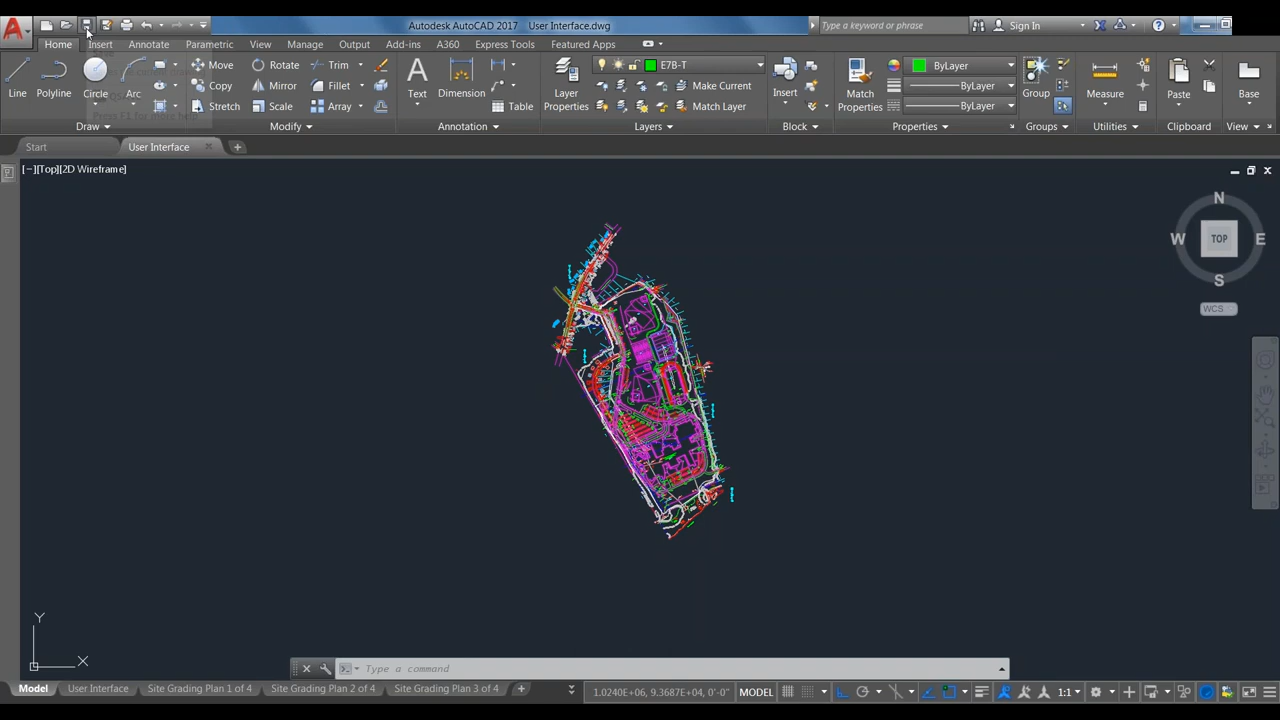 Autodesk AutoCAD 2017 User Interface.dwg
Type a keyword or phrase
Sign In
Home Insert Annotate Parametric View Manage Output Add-ins A360 Express Tools Featured Apps
Line Polyline Circle Arc
Move Rotate Trim
Copy Mirror Fillet
Stretch Scale Array
Text Dimension Table
Layer Properties
E7B-T
Make Current
Match Layer
Insert
Match Properties
ByLayer
ByLayer
ByLayer
Group Measure Paste Base
Press F1 for more help
Draw Modify Annotation Layers Block Properties Groups Utilities Clipboard View
Start User Interface
[−][Top][2D Wireframe]
N
W TOP E
S
WCS
Y
X
Type a command
Model User Interface Site Grading Plan 1 of 4 Site Grading Plan 2 of 4 Site Grading Plan 3 of 4
1.0240E+06, 9.3687E+04, 0'-0" MODEL 1:1